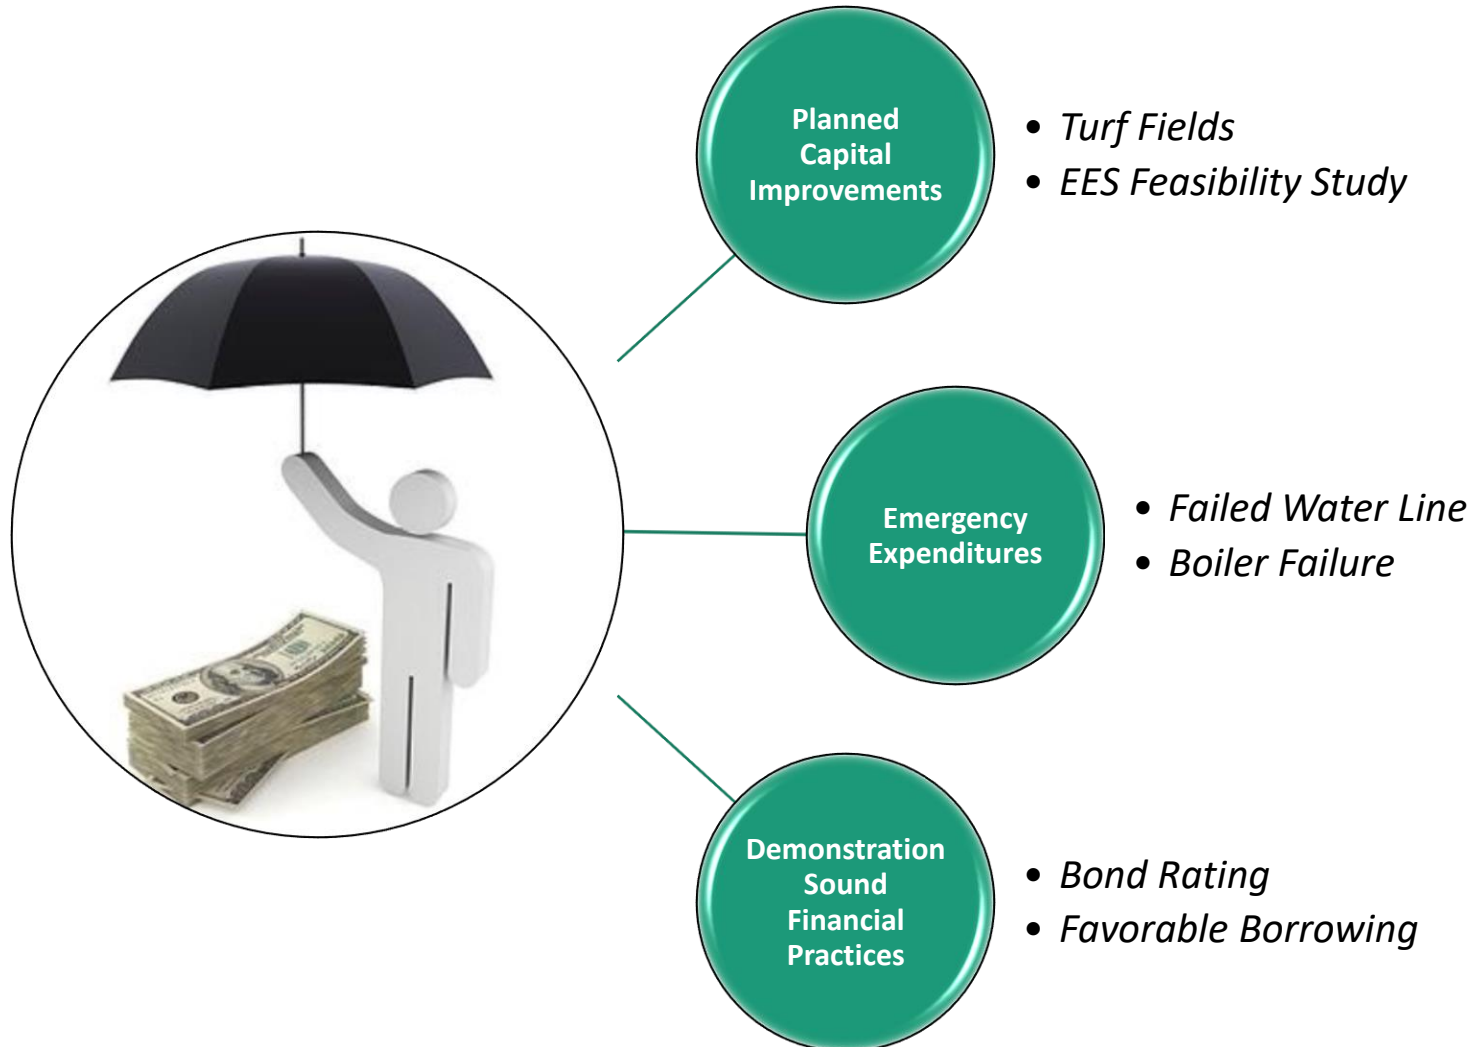 Planned
Capital
Improvements
• Turf Fields
• EES Feasibility Study
Emergency
Expenditures
• Failed Water Line
• Boiler Failure
Demonstration
Sound
Financial
Practices
• Bond Rating
• Favorable Borrowing